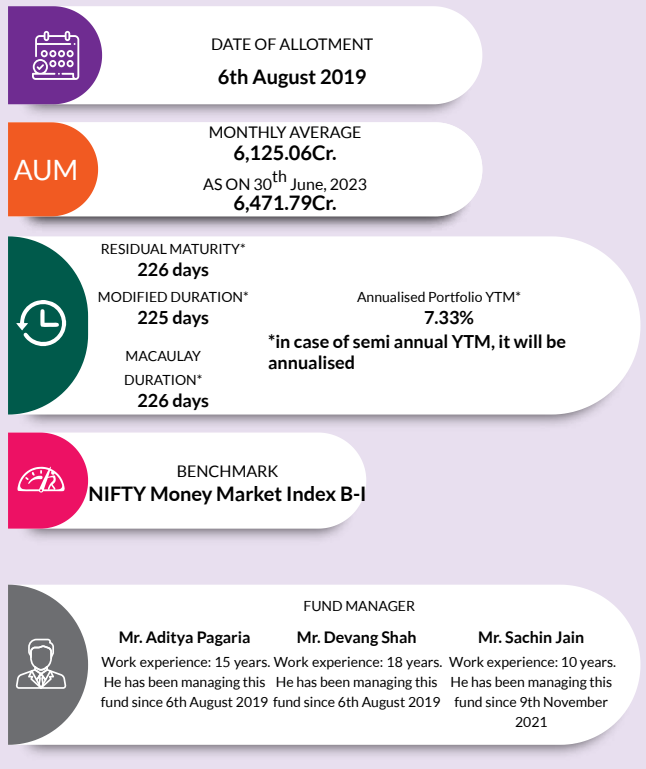 DATE OF ALLOTMENT
6th August 2019
AUM
MONTHLY AVERAGE
6,125.06Cr.
AS ON 30th June, 2023
6,471.79Cr.
RESIDUAL MATURITY*
226 days
MODIFIED DURATION*
225 days
MACAULAY
DURATION*
226 days
Annualised Portfolio YTM*
7.33%
*in case of semi annual YTM, it will be
annualised
BENCHMARK
NIFTY Money Market Index B-I
FUND MANAGER
Mr. Aditya Pagaria
Work experience: 15 years.
He has been managing this
fund since 6th August 2019
Mr. Devang Shah
Work experience: 18 years.
He has been managing this
fund since 6th August 2019
Mr. Sachin Jain
Work experience: 10 years.
He has been managing this
fund since 9th November
2021